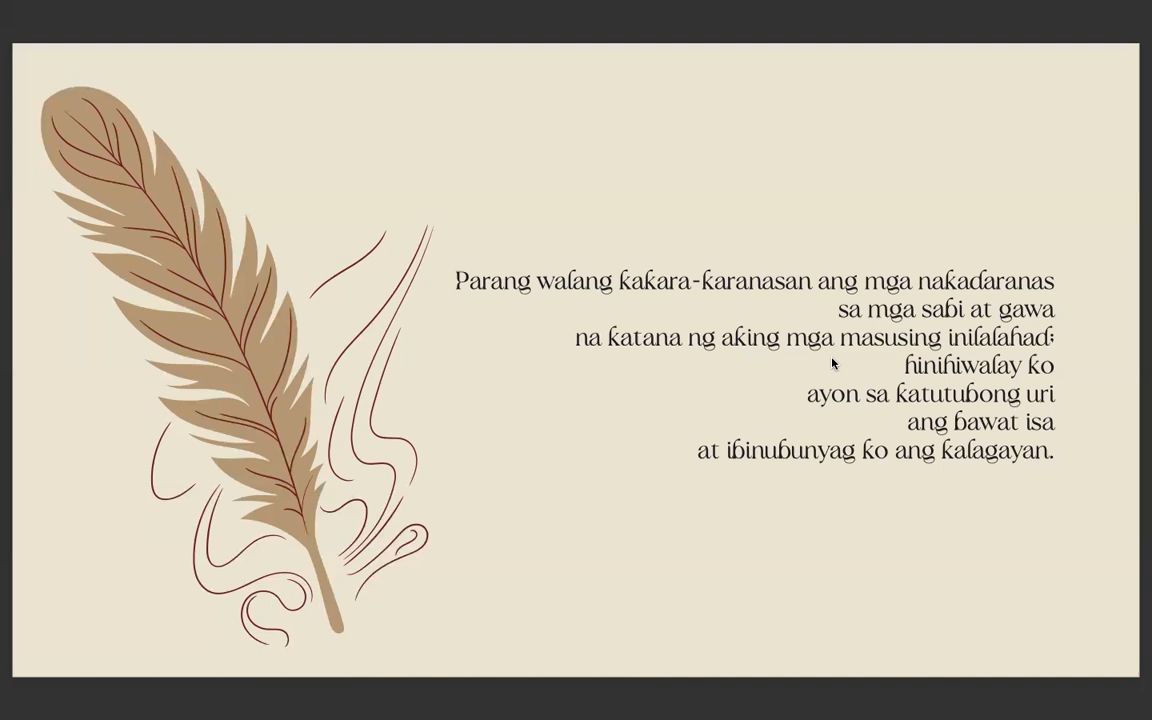 Parang walang kakara-karanasan ang mga nakadaranas
sa mga sabi at gawa
na katana ng aking mga masusing inilalahad;
hinihiwalay ko
ayon sa katutubong uri
ang bawat isa
at ibinubunyag ko ang kalagayan.